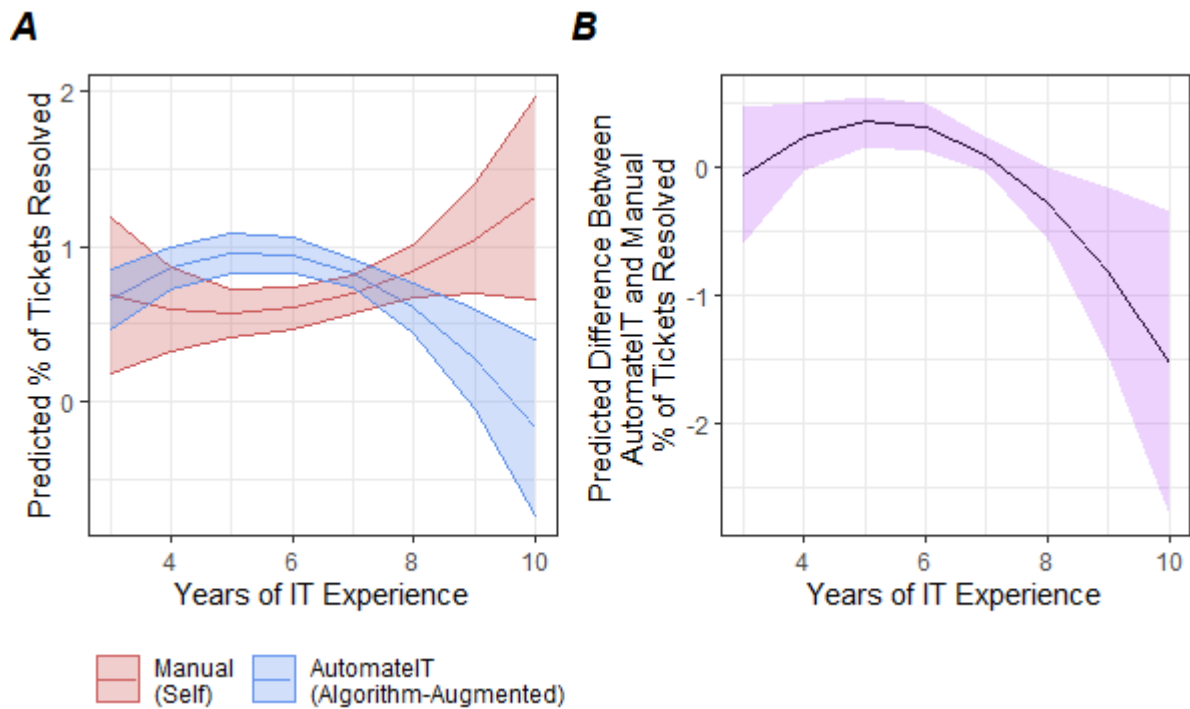 A
Predicted % of Tickets Resolved
2
1
0
4
6
8
10
Years of IT Experience
Manual
(Self)
AutomateIT
(Algorithm-Augmented)
B
Predicted Difference Between
AutomateIT and Manual
% of Tickets Resolved
0
-1
-2
4
6
8
10
Years of IT Experience